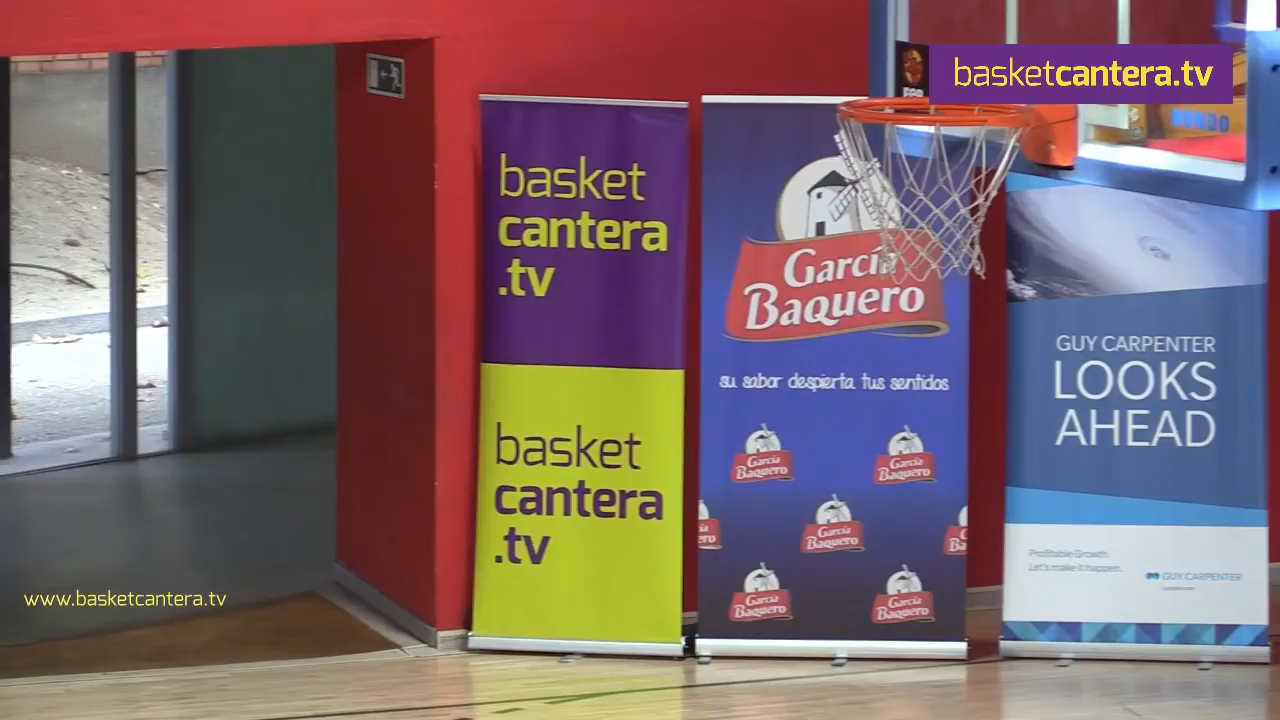 basketcantera.tv
basket
cantera
.tv
basket
cantera
.tv
García
Baquero
su sabor despierta tus sentidos
García
Baquero
García
Baquero
García
Baquero
García
Baquero
García
Baquero
GUY CARPENTER
LOOKS
AHEAD
Profitable Growth.
Let's make it happen.
GUY CARPENTER
MONDO
www.basketcantera.tv